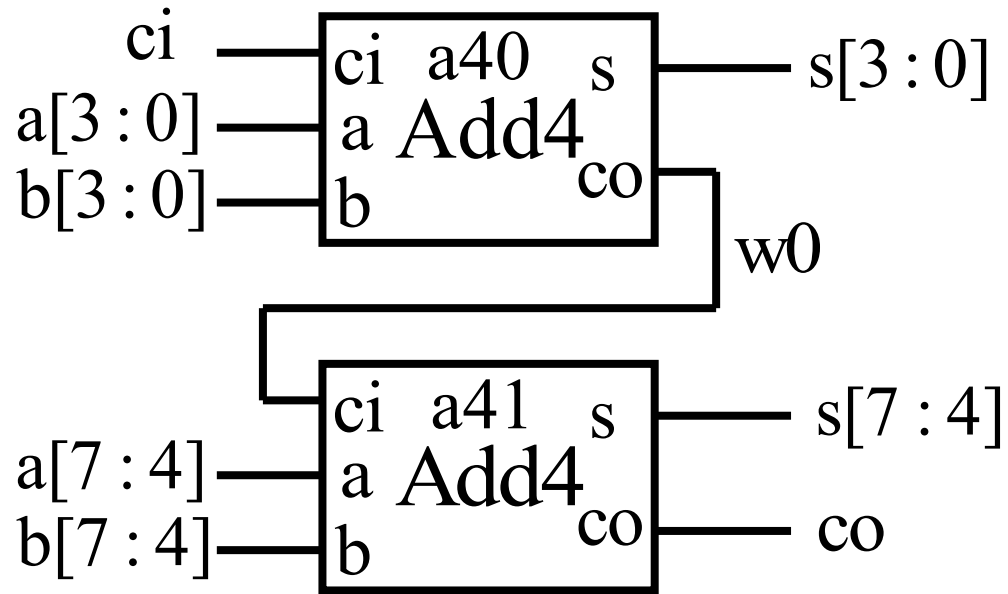 ci
a[3 : 0]
b[3 : 0]
ci a40 s
a Add4
b co
s[3 : 0]
w0
a[7 : 4]
b[7 : 4]
ci a41 s
a Add4
b co
s[7 : 4]
co